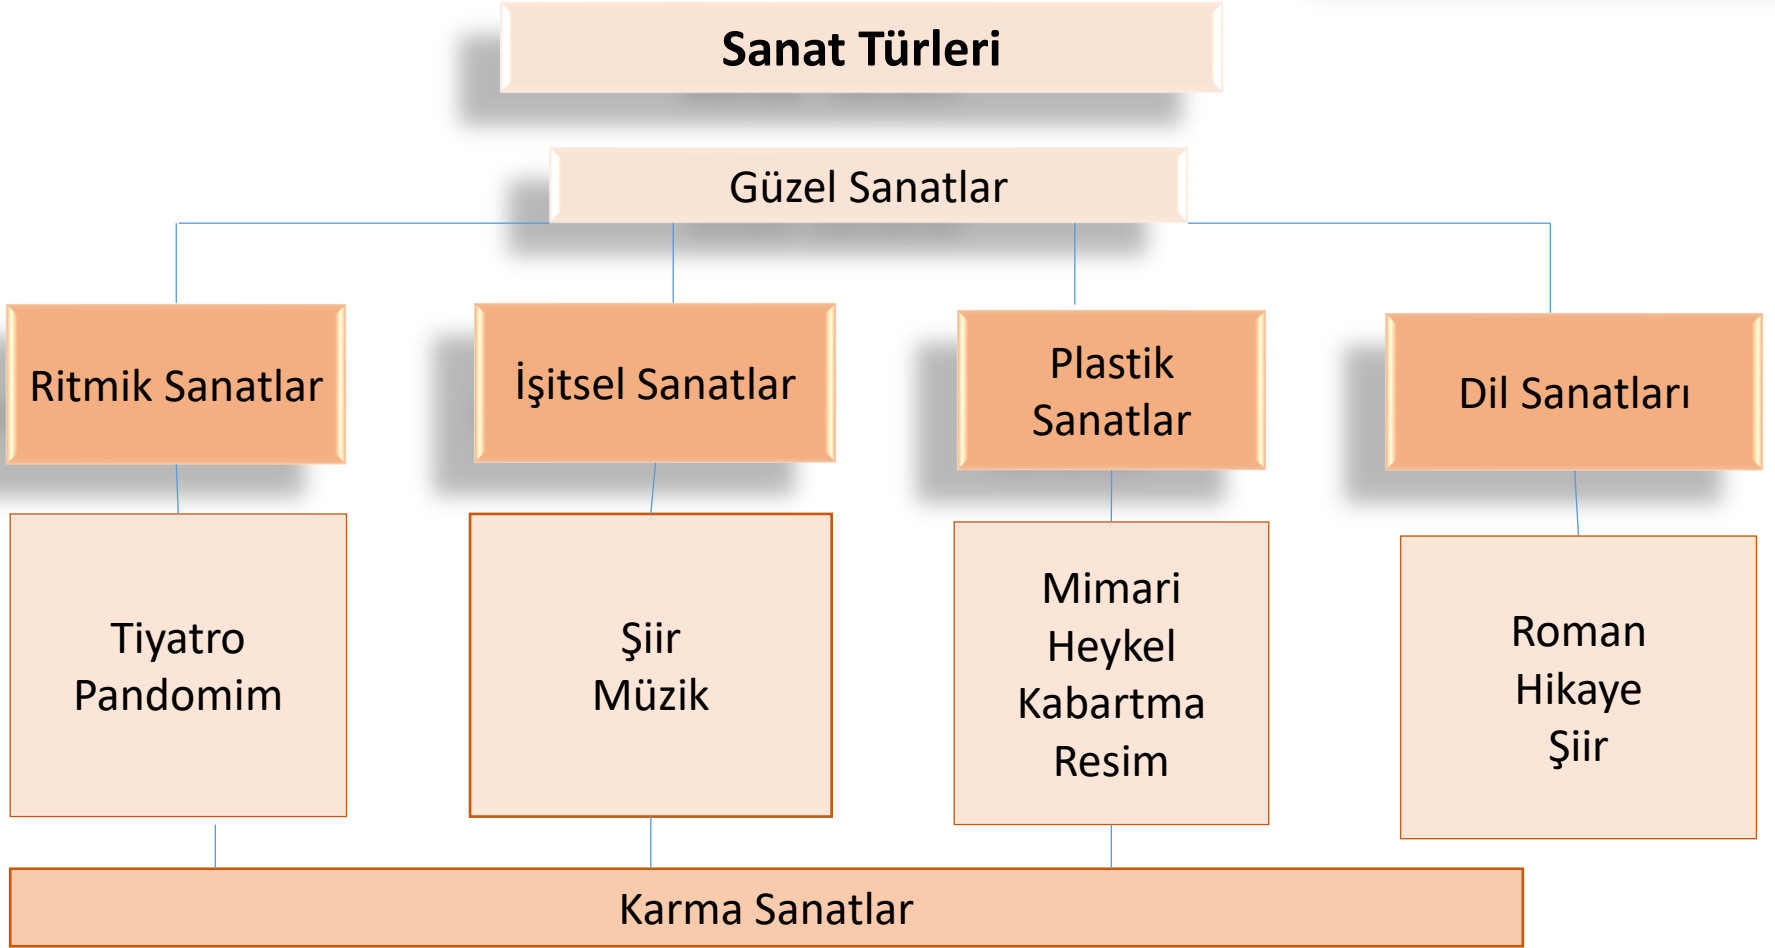 Sanat Türleri
Güzel Sanatlar
Ritmik Sanatlar
İşitsel Sanatlar
Plastik
Sanatlar
Dil Sanatları
Tiyatro
Pandomim
Şiir
Müzik
Mimari
Heykel
Kabartma
Resim
Roman
Hikaye
Şiir
Karma Sanatlar